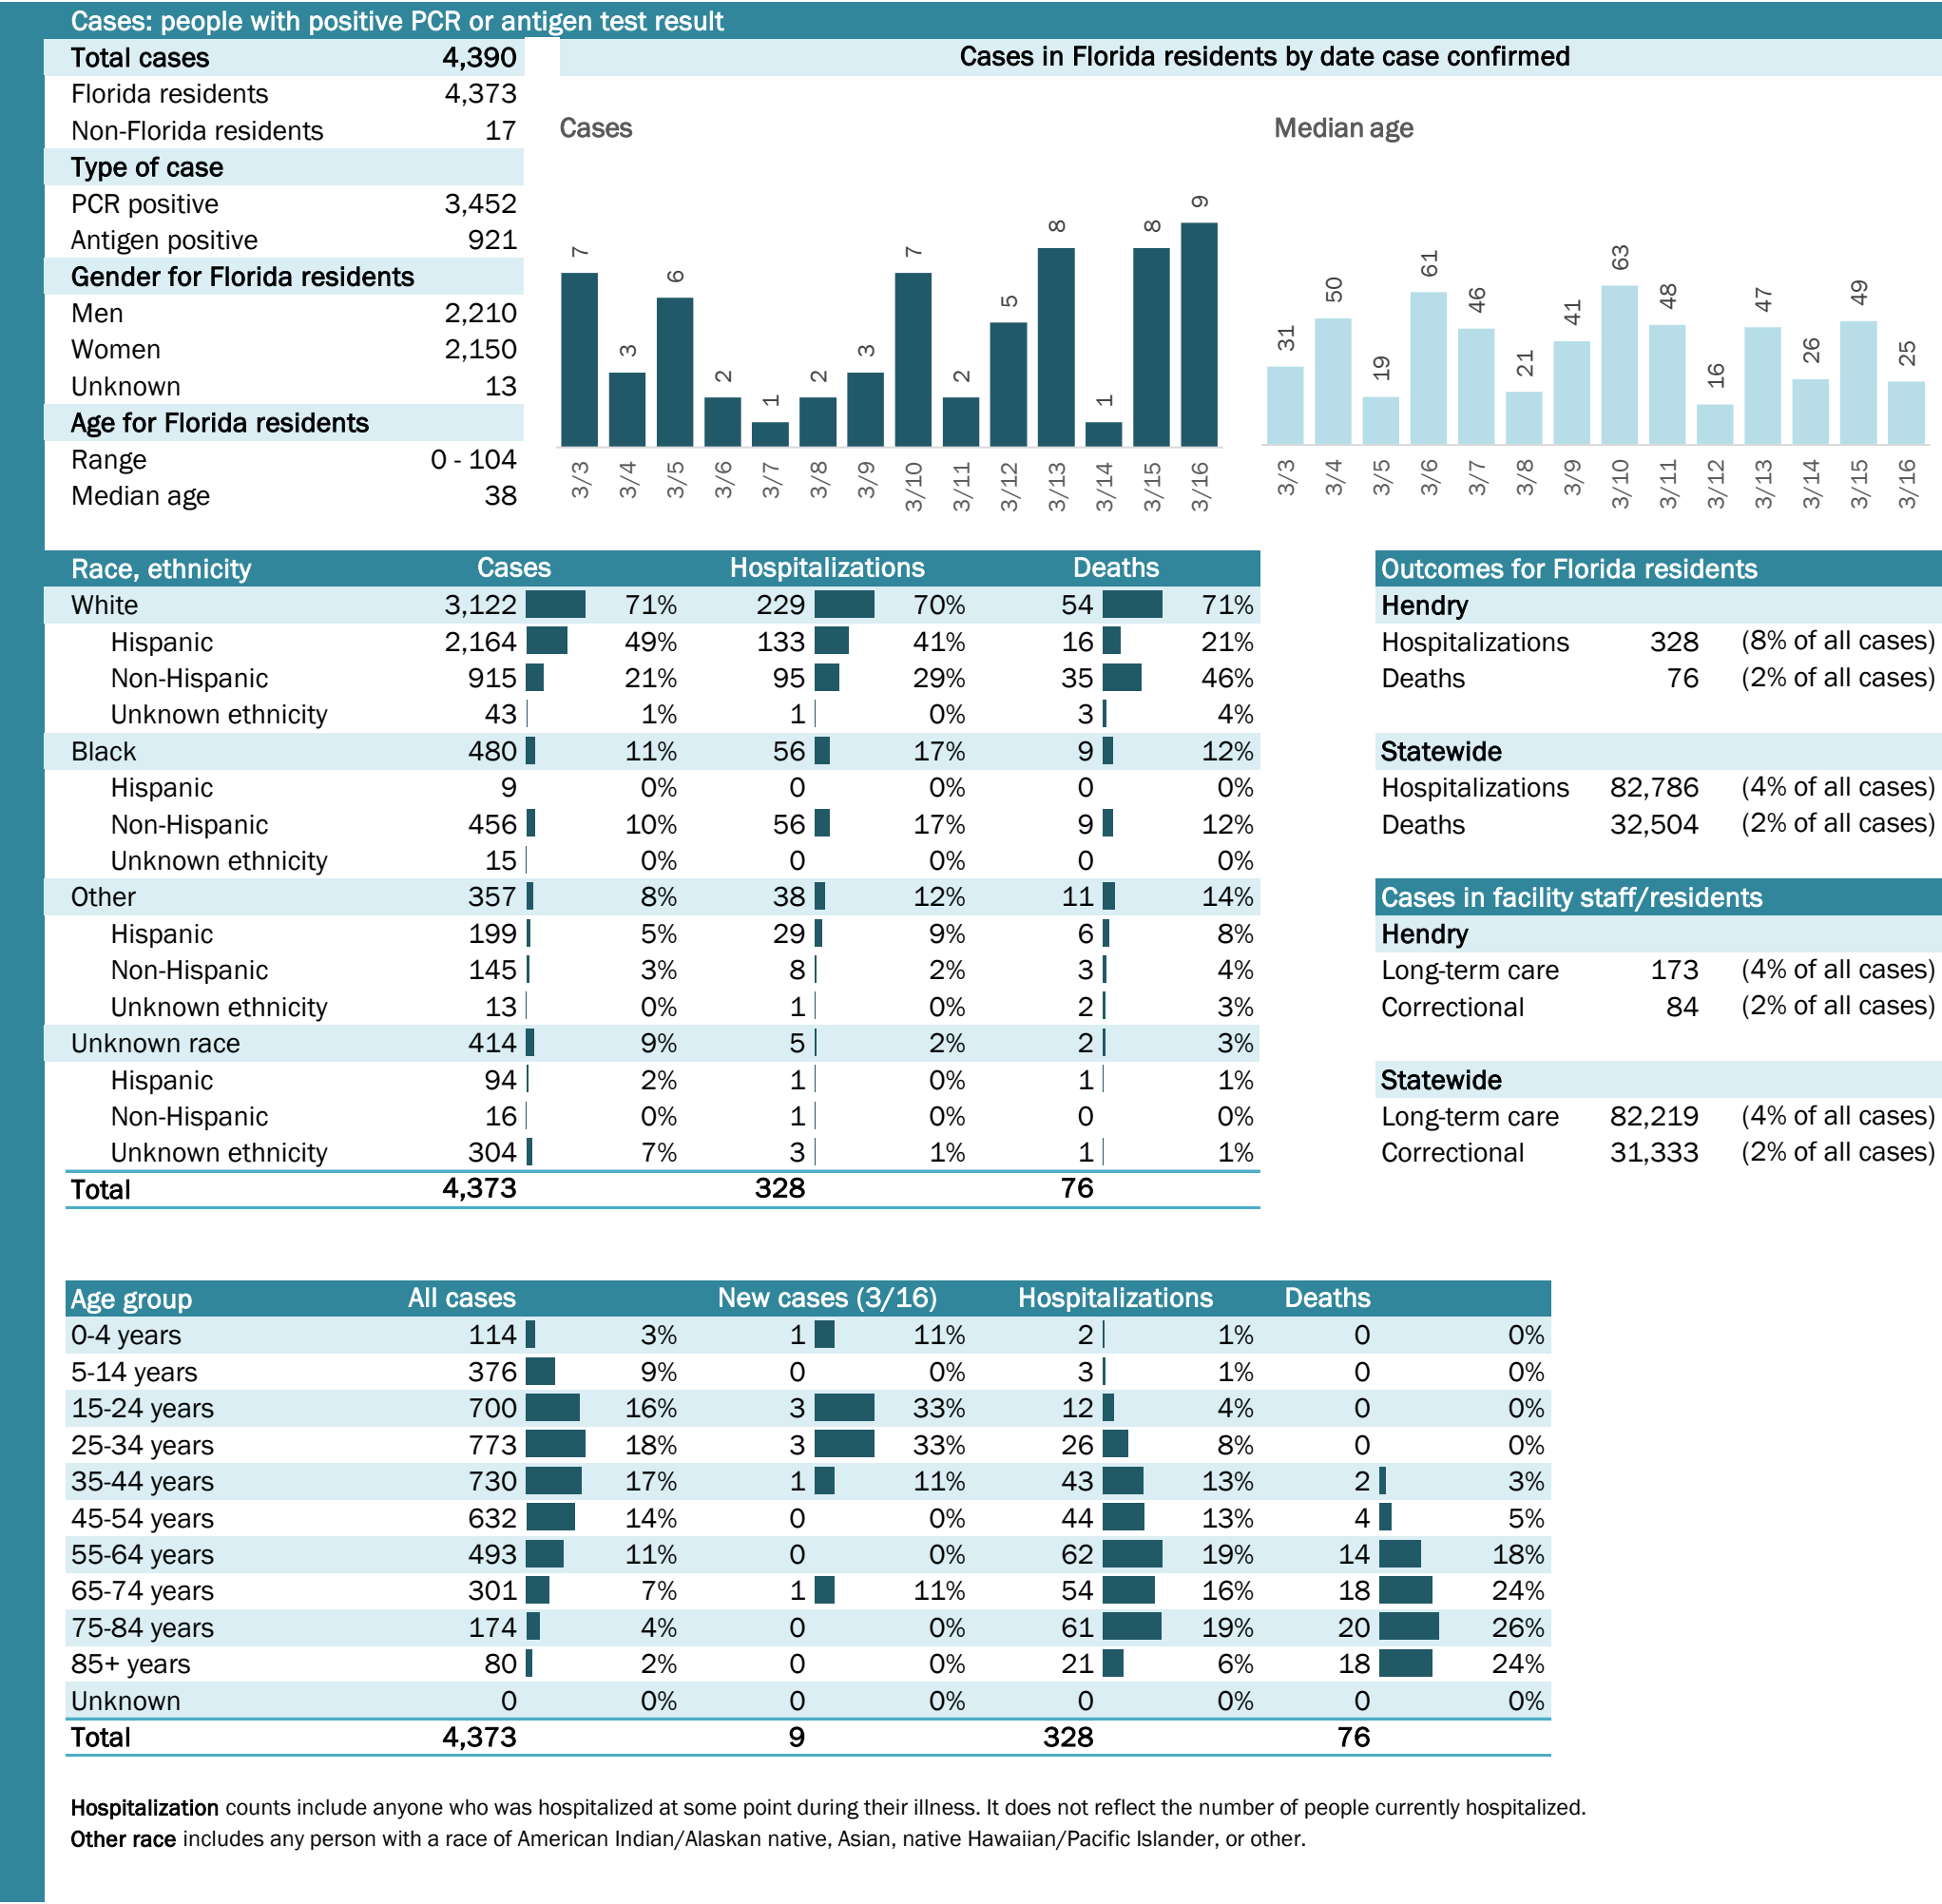 Cases: people with positive PCR or antigen test result
Total cases 4,390
Florida residents 4,373
Non-Florida residents 17
Type of case
PCR positive 3,452
Antigen positive 921
Gender for Florida residents
Men 2,210
Women 2,150
Unknown 13
Age for Florida residents
Range 0 - 104
Median age 38
Cases in Florida residents by date case confirmed
Cases
7 3 6 2 1 2 3 7 2 5 8 1 8 9
3/3 3/4 3/5 3/6 3/7 3/8 3/9 3/10 3/11 3/12 3/13 3/14 3/15 3/16
Median age
31 50 19 61 46 21 41 63 48 16 47 26 49 25
3/3 3/4 3/5 3/6 3/7 3/8 3/9 3/10 3/11 3/12 3/13 3/14 3/15 3/16
Race, ethnicity Cases Hospitalizations Deaths
White 3,122 71% 229 70% 54 71%
Hispanic 2,164 49% 133 41% 16 21%
Non-Hispanic 915 21% 95 29% 35 46%
Unknown ethnicity 43 1% 1 0% 3 4%
Black 480 11% 56 17% 9 12%
Hispanic 9 0% 0 0% 0 0%
Non-Hispanic 456 10% 56 17% 9 12%
Unknown ethnicity 15 0% 0 0% 0 0%
Other 357 8% 38 12% 11 14%
Hispanic 199 5% 29 9% 6 8%
Non-Hispanic 145 3% 8 2% 3 4%
Unknown ethnicity 13 0% 1 0% 2 3%
Unknown race 414 9% 5 2% 2 3%
Hispanic 94 2% 1 0% 1 1%
Non-Hispanic 16 0% 1 0% 0 0%
Unknown ethnicity 304 7% 3 1% 1 1%
Total 4,373 328 76
Outcomes for Florida residents
Hendry
Hospitalizations 328 (8% of all cases)
Deaths 76 (2% of all cases)
Statewide
Hospitalizations 82,786 (4% of all cases)
Deaths 32,504 (2% of all cases)
Cases in facility staff/residents
Hendry
Long-term care 173 (4% of all cases)
Correctional 84 (2% of all cases)
Statewide
Long-term care 82,219 (4% of all cases)
Correctional 31,333 (2% of all cases)
Age group All cases New cases (3/16) Hospitalizations Deaths
0-4 years 114 3% 1 11% 2 1% 0 0%
5-14 years 376 9% 0 0% 3 1% 0 0%
15-24 years 700 16% 3 33% 12 4% 0 0%
25-34 years 773 18% 3 33% 26 8% 0 0%
35-44 years 730 17% 1 11% 43 13% 2 3%
45-54 years 632 14% 0 0% 44 13% 4 5%
55-64 years 493 11% 0 0% 62 19% 14 18%
65-74 years 301 7% 1 11% 54 16% 18 24%
75-84 years 174 4% 0 0% 61 19% 20 26%
85+ years 80 2% 0 0% 21 6% 18 24%
Unknown 0 0% 0 0% 0 0% 0 0%
Total 4,373 9 328 76
Hospitalization counts include anyone who was hospitalized at some point during their illness. It does not reflect the number of people currently hospitalized.
Other race includes any person with a race of American Indian/Alaskan native, Asian, native Hawaiian/Pacific Islander, or other.